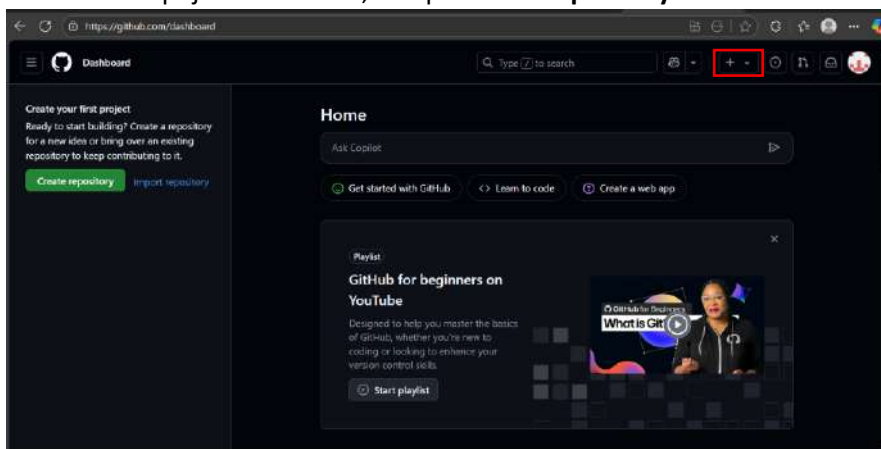 https://github.com/dashboard
Dashboard
Type / to search
Create your first project
Ready to start building? Create a repository
for a new idea or bring over an existing
repository to keep contributing to it.
Create repository
Import repository
Home
Ask Copilot
Get started with GitHub
<> Learn to code
Create a web app
Playlist
GitHub for beginners on
YouTube
Designed to help you master the basics
of GitHub, whether you're new to
coding or looking to enhance your
version control skills.
Start playlist
GitHub for Beginners
What is Git